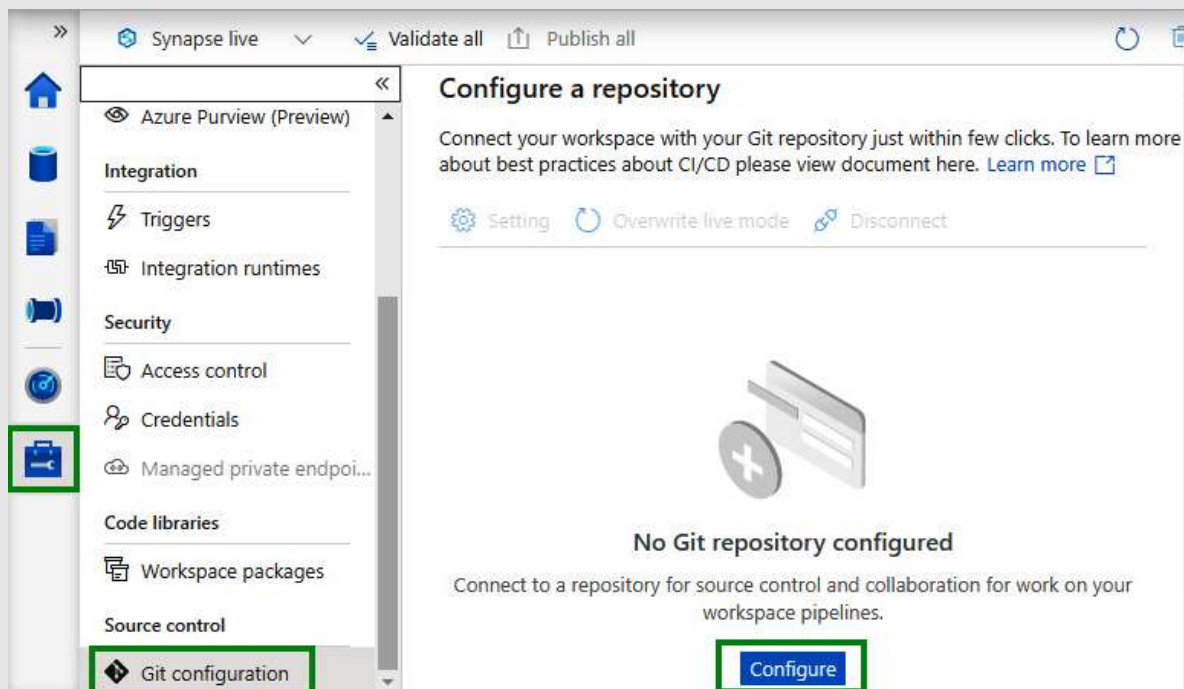 »
Synapse live
Validate all
Publish all
«
Azure Purview (Preview)
Integration
Triggers
Integration runtimes
Security
Access control
Credentials
Managed private endpoi...
Code libraries
Workspace packages
Source control
Git configuration
Configure a repository
Connect your workspace with your Git repository just within few clicks. To learn more
about best practices about CI/CD please view document here. Learn more
Setting
Overwrite live mode
Disconnect
No Git repository configured
Connect to a repository for source control and collaboration for work on your
workspace pipelines.
Configure